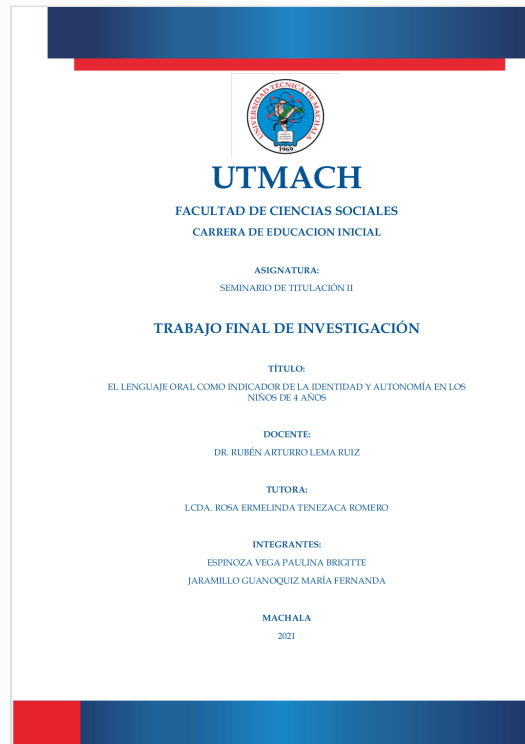 UNIVERSIDAD TÉCNICA DE MACHALA
1969
UTMACH
FACULTAD DE CIENCIAS SOCIALES
CARRERA DE EDUCACION INICIAL
ASIGNATURA:
SEMINARIO DE TITULACIÓN II
TRABAJO FINAL DE INVESTIGACIÓN
TÍTULO:
EL LENGUAJE ORAL COMO INDICADOR DE LA IDENTIDAD Y AUTONOMÍA EN LOS
NIÑOS DE 4 AÑOS
DOCENTE:
DR. RUBÉN ARTURRO LEMA RUIZ
TUTORA:
LCDA. ROSA ERMELINDA TENEZACA ROMERO
INTEGRANTES:
ESPINOZA VEGA PAULINA BRIGITTE
JARAMILLO GUANOQUIZ MARÍA FERNANDA
MACHALA
2021